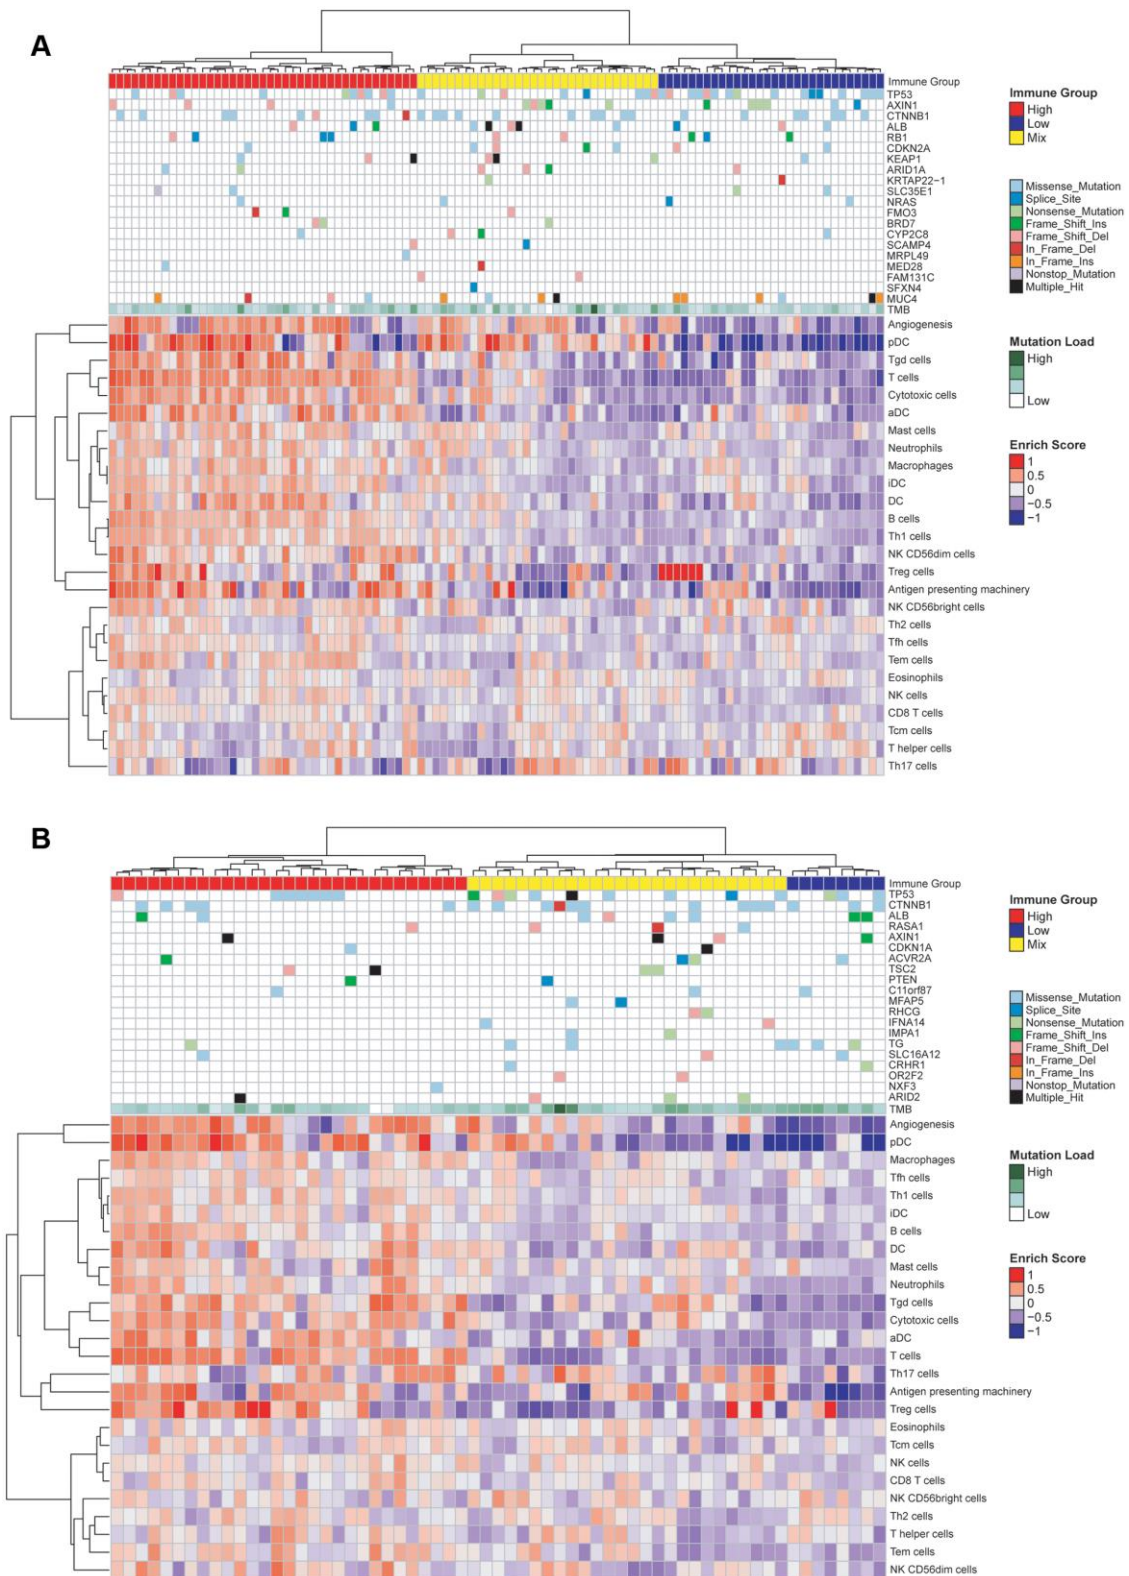 A
Immune Group
TP53
AXIN1
CTNNB1
ALB
RB1
CDKN2A
KEAP1
ARID1A
KRTAP22−1
SLC35E1
NRAS
FMO3
BRD7
CYP2C8
SCAMP4
MRPL49
MED28
FAM131C
SFXN4
MUC4
TMB
Angiogenesis
pDC
Tgd cells
T cells
Cytotoxic cells
aDC
Mast cells
Neutrophils
Macrophages
iDC
DC
B cells
Th1 cells
NK CD56dim cells
Treg cells
Antigen presenting machinery
NK CD56bright cells
Th2 cells
Tfh cells
Tem cells
Eosinophils
NK cells
CD8 T cells
Tcm cells
T helper cells
Th17 cells
Immune Group
High
Low
Mix
Missense_Mutation
Splice_Site
Nonsense_Mutation
Frame_Shift_Ins
Frame_Shift_Del
In_Frame_Del
In_Frame_Ins
Nonstop_Mutation
Multiple_Hit
Mutation Load
High
Low
Enrich Score
1
0.5
0
−0.5
−1
B
Immune Group
TP53
CTNNB1
ALB
RASA1
AXIN1
CDKN1A
ACVR2A
TSC2
PTEN
C11orf87
MFAP5
RHCG
IFNA14
IMPA1
TG
SLC16A12
CRHR1
OR2F2
NXF3
ARID2
TMB
Angiogenesis
pDC
Macrophages
Tfh cells
Th1 cells
iDC
B cells
DC
Mast cells
Neutrophils
Tgd cells
Cytotoxic cells
aDC
T cells
Th17 cells
Antigen presenting machinery
Treg cells
Eosinophils
Tcm cells
NK cells
CD8 T cells
NK CD56bright cells
Th2 cells
T helper cells
Tem cells
NK CD56dim cells
Immune Group
High
Low
Mix
Missense_Mutation
Splice_Site
Nonsense_Mutation
Frame_Shift_Ins
Frame_Shift_Del
In_Frame_Del
In_Frame_Ins
Nonstop_Mutation
Multiple_Hit
Mutation Load
High
Low
Enrich Score
1
0.5
0
−0.5
−1